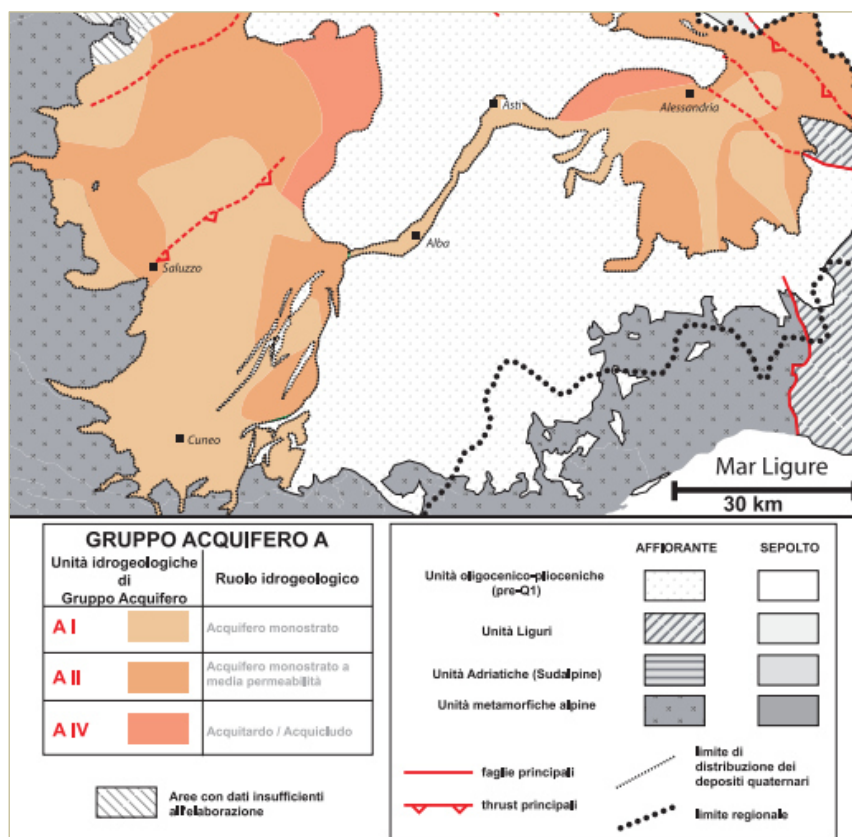 Asti
Alessandria
Alba
Saluzzo
Cuneo
Mar Ligure
30 km
GRUPPO ACQUIFERO A
Unità idrogeologiche
di
Gruppo Acquifero
Ruolo idrogeologico
A I
Acquifero monostrato
A II
Acquifero monostrato a
media permeabilità
A IV
Acquitardo / Acquicludo
Aree con dati insufficienti
all'elaborazione
AFFIORANTE
SEPOLTO
Unità oligocenico-plioceniche
(pre-Q1)
Unità Liguri
Unità Adriatiche (Sudalpine)
Unità metamorfiche alpine
faglie principali
thrust principali
limite di
distribuzione dei
depositi quaternari
limite regionale